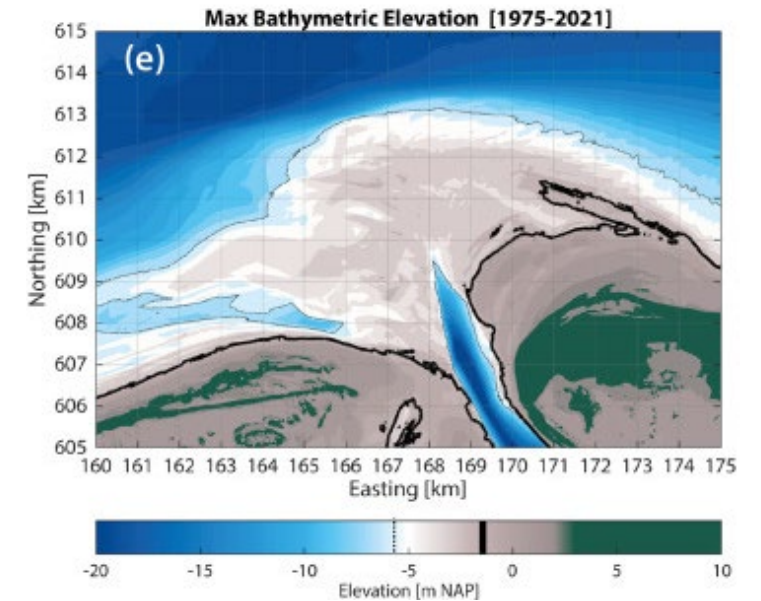 Max Bathymetric Elevation [1975-2021]
(e)
615
614
613
612
611
610
609
608
607
606
605
Northing [km]
160 161 162 163 164 165 166 167 168 169 170 171 172 173 174 175
Easting [km]
-20 -15 -10 -5 0 5 10
Elevation [m NAP]